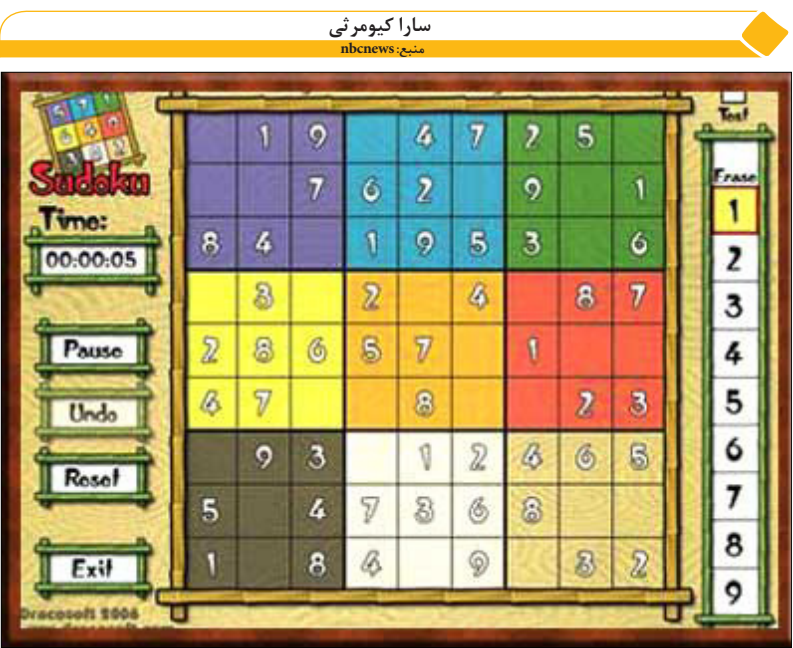 سارا کیومرثی
منبع: nbcnews
Test
1 9 4 7 2 5
7 6 2 9 1
8 4 1 9 5 3 6
3 2 4 8 7
2 8 6 5 7 1
4 7 8 2 3
9 3 1 2 4 6 5
5 4 7 3 6 8
1 8 4 9 3 2
Sudoku
Time:
00:00:05
Pause
Undo
Reset
Exit
Dracosoft 2006
Erase
1
2
3
4
5
6
7
8
9